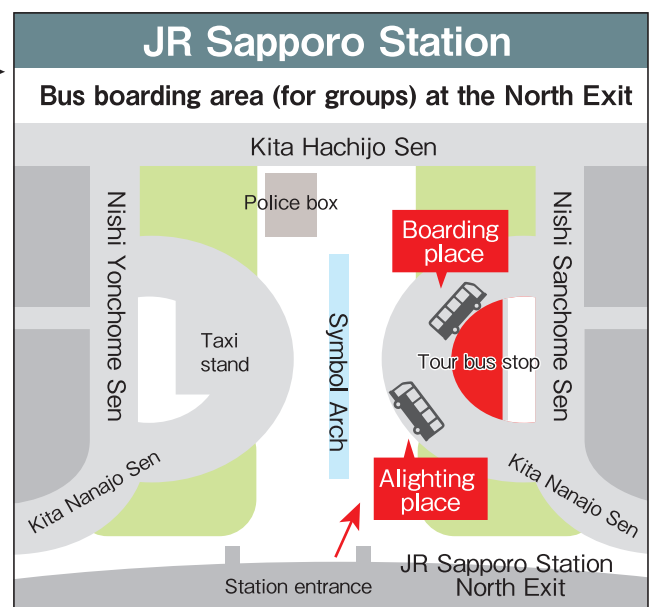 JR Sapporo Station
Bus boarding area (for groups) at the North Exit
Kita Hachijo Sen
Police box
Nishi Yonchome Sen
Nishi Sanchome Sen
Boarding
place
Taxi
stand
Symbol Arch
Tour bus stop
Alighting
place
Kita Nanajo Sen
Kita Nanajo Sen
Station entrance
JR Sapporo Station
North Exit